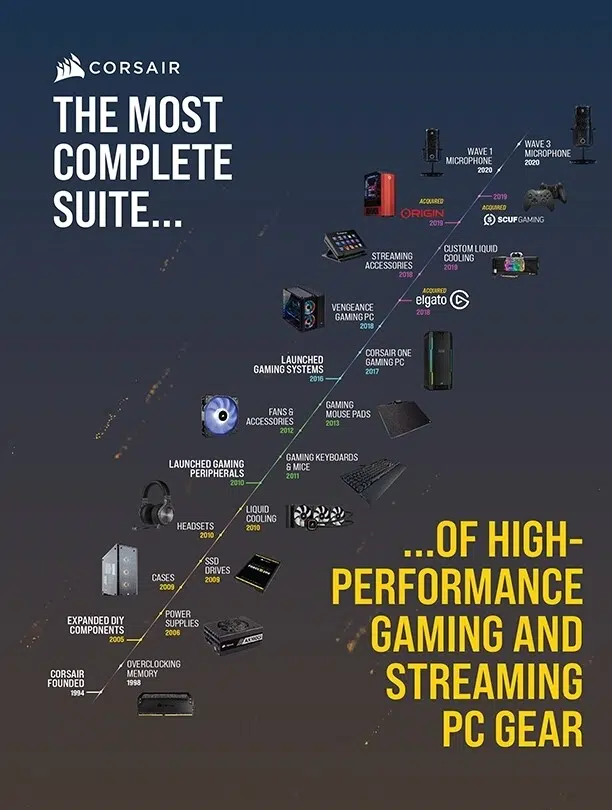 CORSAIR
THE MOST
COMPLETE
SUITE...
WAVE 3
MICROPHONE
2020
WAVE 1
MICROPHONE
2020
2019
ACQUIRED
SCUFGAMING
ACQUIRED
ORIGIN
2019
CUSTOM LIQUID
COOLING
2019
STREAMING
ACCESSORIES
2018
ACQUIRED
elgato
2018
VENGEANCE
GAMING PC
2018
CORSAIR ONE
GAMING PC
2017
LAUNCHED
GAMING SYSTEMS
2016
GAMING
MOUSE PADS
2013
FANS &
ACCESSORIES
2012
GAMING KEYBOARDS
& MICE
2011
LAUNCHED GAMING
PERIPHERALS
2010
LIQUID
COOLING
2010
HEADSETS
2010
SSD
DRIVES
2009
CASES
2009
POWER
SUPPLIES
2006
EXPANDED DIY
COMPONENTS
2005
OVERCLOCKING
MEMORY
1998
CORSAIR
FOUNDED
1994
...OF HIGH-
PERFORMANCE
GAMING AND
STREAMING
PC GEAR